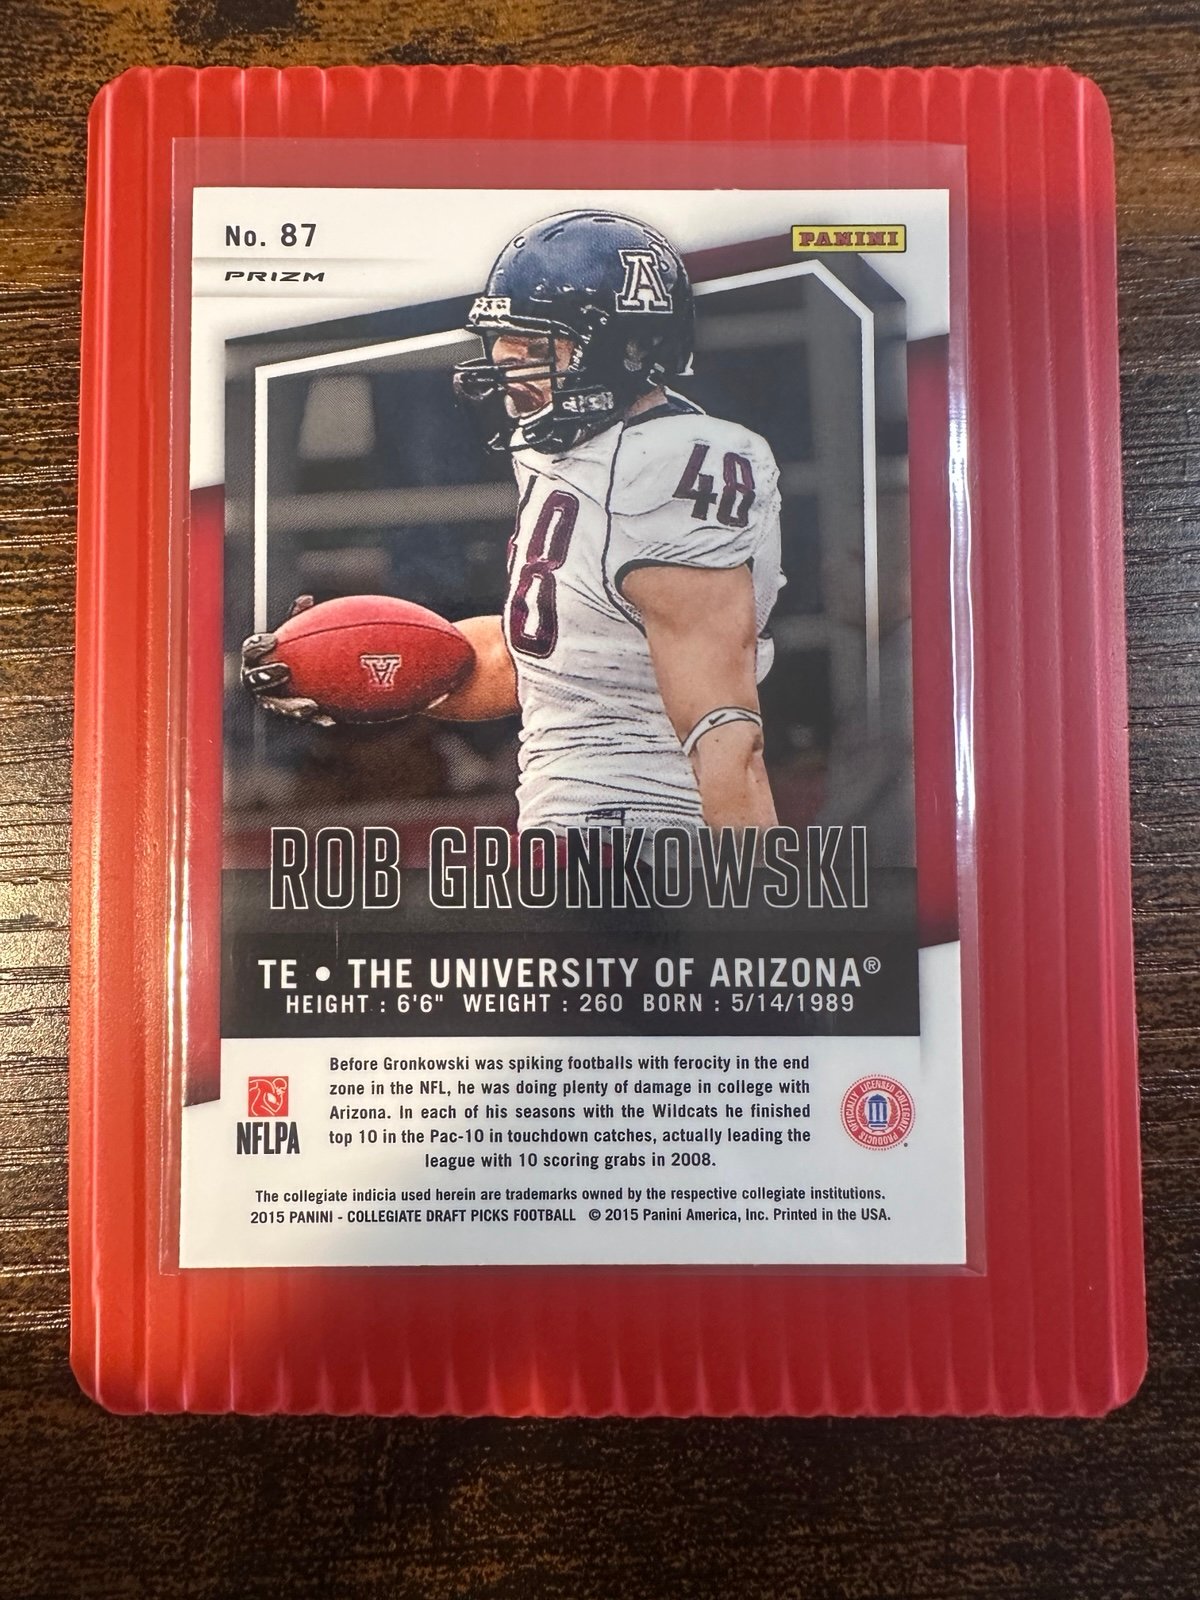 No. 87
PRIZM
PANINI
A
48
48
A
ROB GRONKOWSKI
TE • THE UNIVERSITY OF ARIZONA®
HEIGHT : 6'6" WEIGHT : 260 BORN : 5/14/1989
Before Gronkowski was spiking footballs with ferocity in the end
zone in the NFL, he was doing plenty of damage in college with
Arizona. In each of his seasons with the Wildcats he finished
top 10 in the Pac-10 in touchdown catches, actually leading the
league with 10 scoring grabs in 2008.
NFLPA
OFFICIALLY LICENSED COLLEGIATE PRODUCTS
The collegiate indicia used herein are trademarks owned by the respective collegiate institutions.
2015 PANINI - COLLEGIATE DRAFT PICKS FOOTBALL © 2015 Panini America, Inc. Printed in the USA.